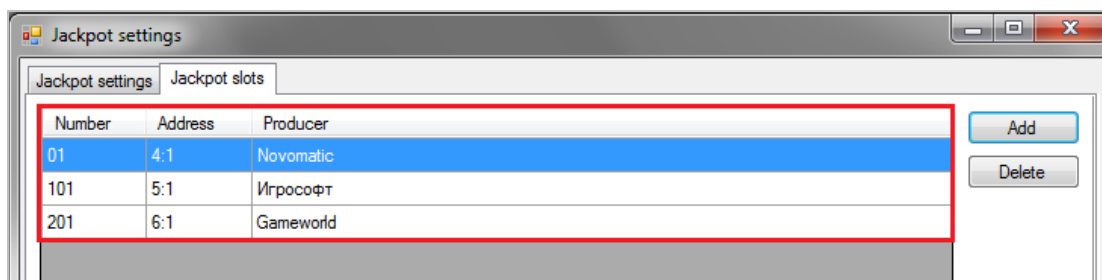 Jackpot settings
Jackpot settings Jackpot slots
Number Address Producer
Add
01 4:1 Novomatic
Delete
101 5:1 Игрософт
201 6:1 Gameworld